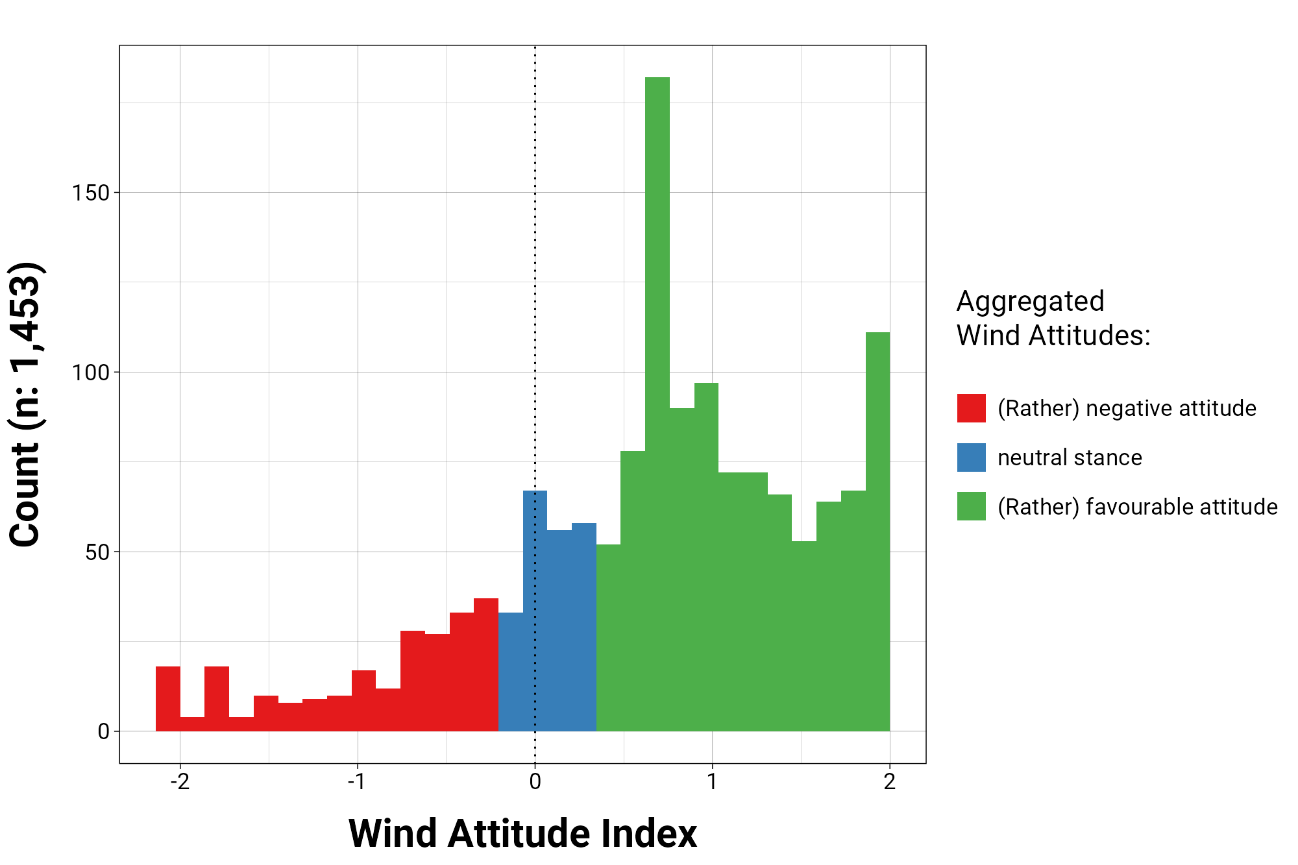 Count (n: 1,453)
150
100
50
0
-2
-1
0
1
2
Wind Attitude Index
Aggregated
Wind Attitudes:
(Rather) negative attitude
neutral stance
(Rather) favourable attitude